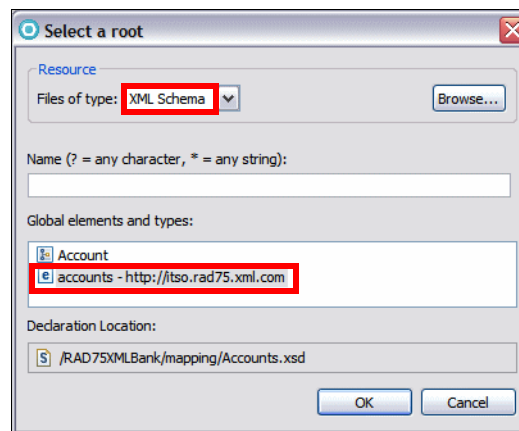 Select a root
Resource
Files of type: XML Schema Browse...
Name (? = any character, * = any string):
Global elements and types:
Account
e accounts - http://itso.rad75.xml.com
Declaration Location:
S /RAD75XMLBank/mapping/Accounts.xsd
OK Cancel